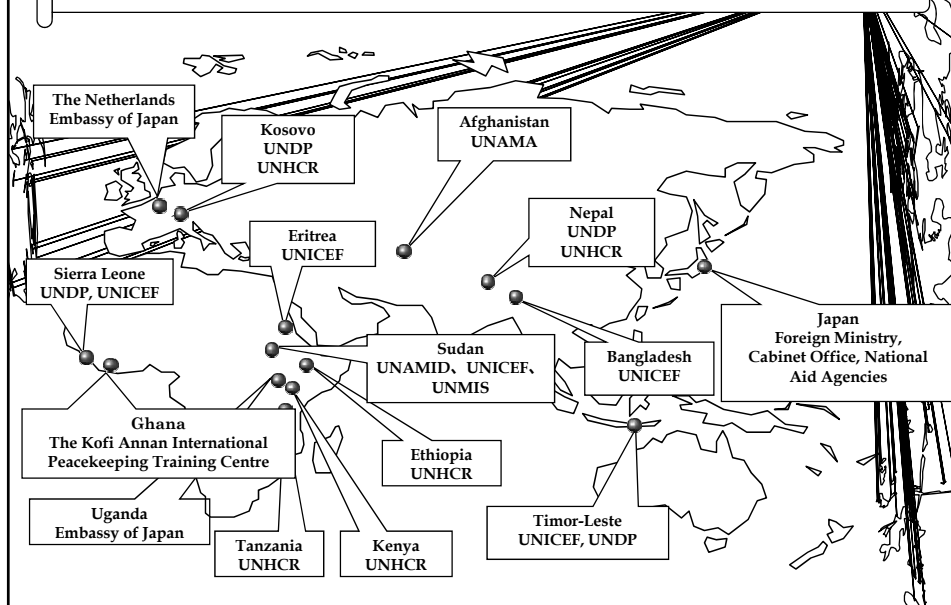 The Netherlands
Embassy of Japan
Kosovo
UNDP
UNHCR
Afghanistan
UNAMA
Nepal
UNDP
UNHCR
Eritrea
UNICEF
Sierra Leone
UNDP, UNICEF
Japan
Foreign Ministry,
Cabinet Office, National
Aid Agencies
Sudan
UNAMID、UNICEF、
UNMIS
Bangladesh
UNICEF
Ghana
The Kofi Annan International
Peacekeeping Training Centre
Ethiopia
UNHCR
Uganda
Embassy of Japan
Timor-Leste
UNICEF, UNDP
Tanzania
UNHCR
Kenya
UNHCR